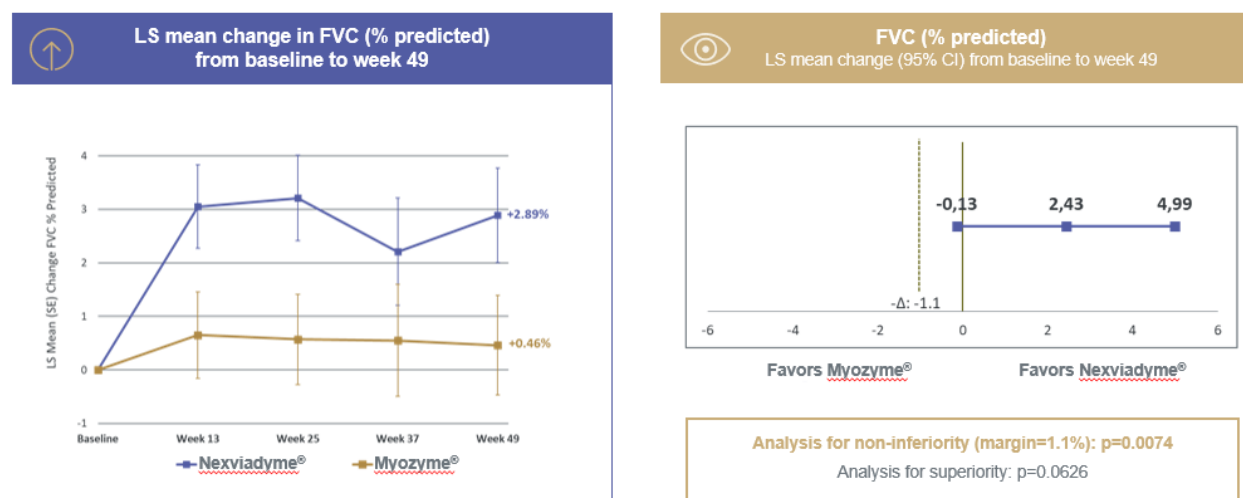 LS mean change in FVC (% predicted)
from baseline to week 49
LS Mean (SE) Change FVC % Predicted
4
3
2
1
0
-1
+2.89%
+0.46%
Baseline
Week 13
Week 25
Week 37
Week 49
Nexviadyme®
Myozyme®
FVC (% predicted)
LS mean change (95% CI) from baseline to week 49
-0,13
2,43
4,99
-Δ: -1.1
-6
-4
-2
0
2
4
6
Favors Myozyme®
Favors Nexviadyme®
Analysis for non-inferiority (margin=1.1%): p=0.0074
Analysis for superiority: p=0.0626